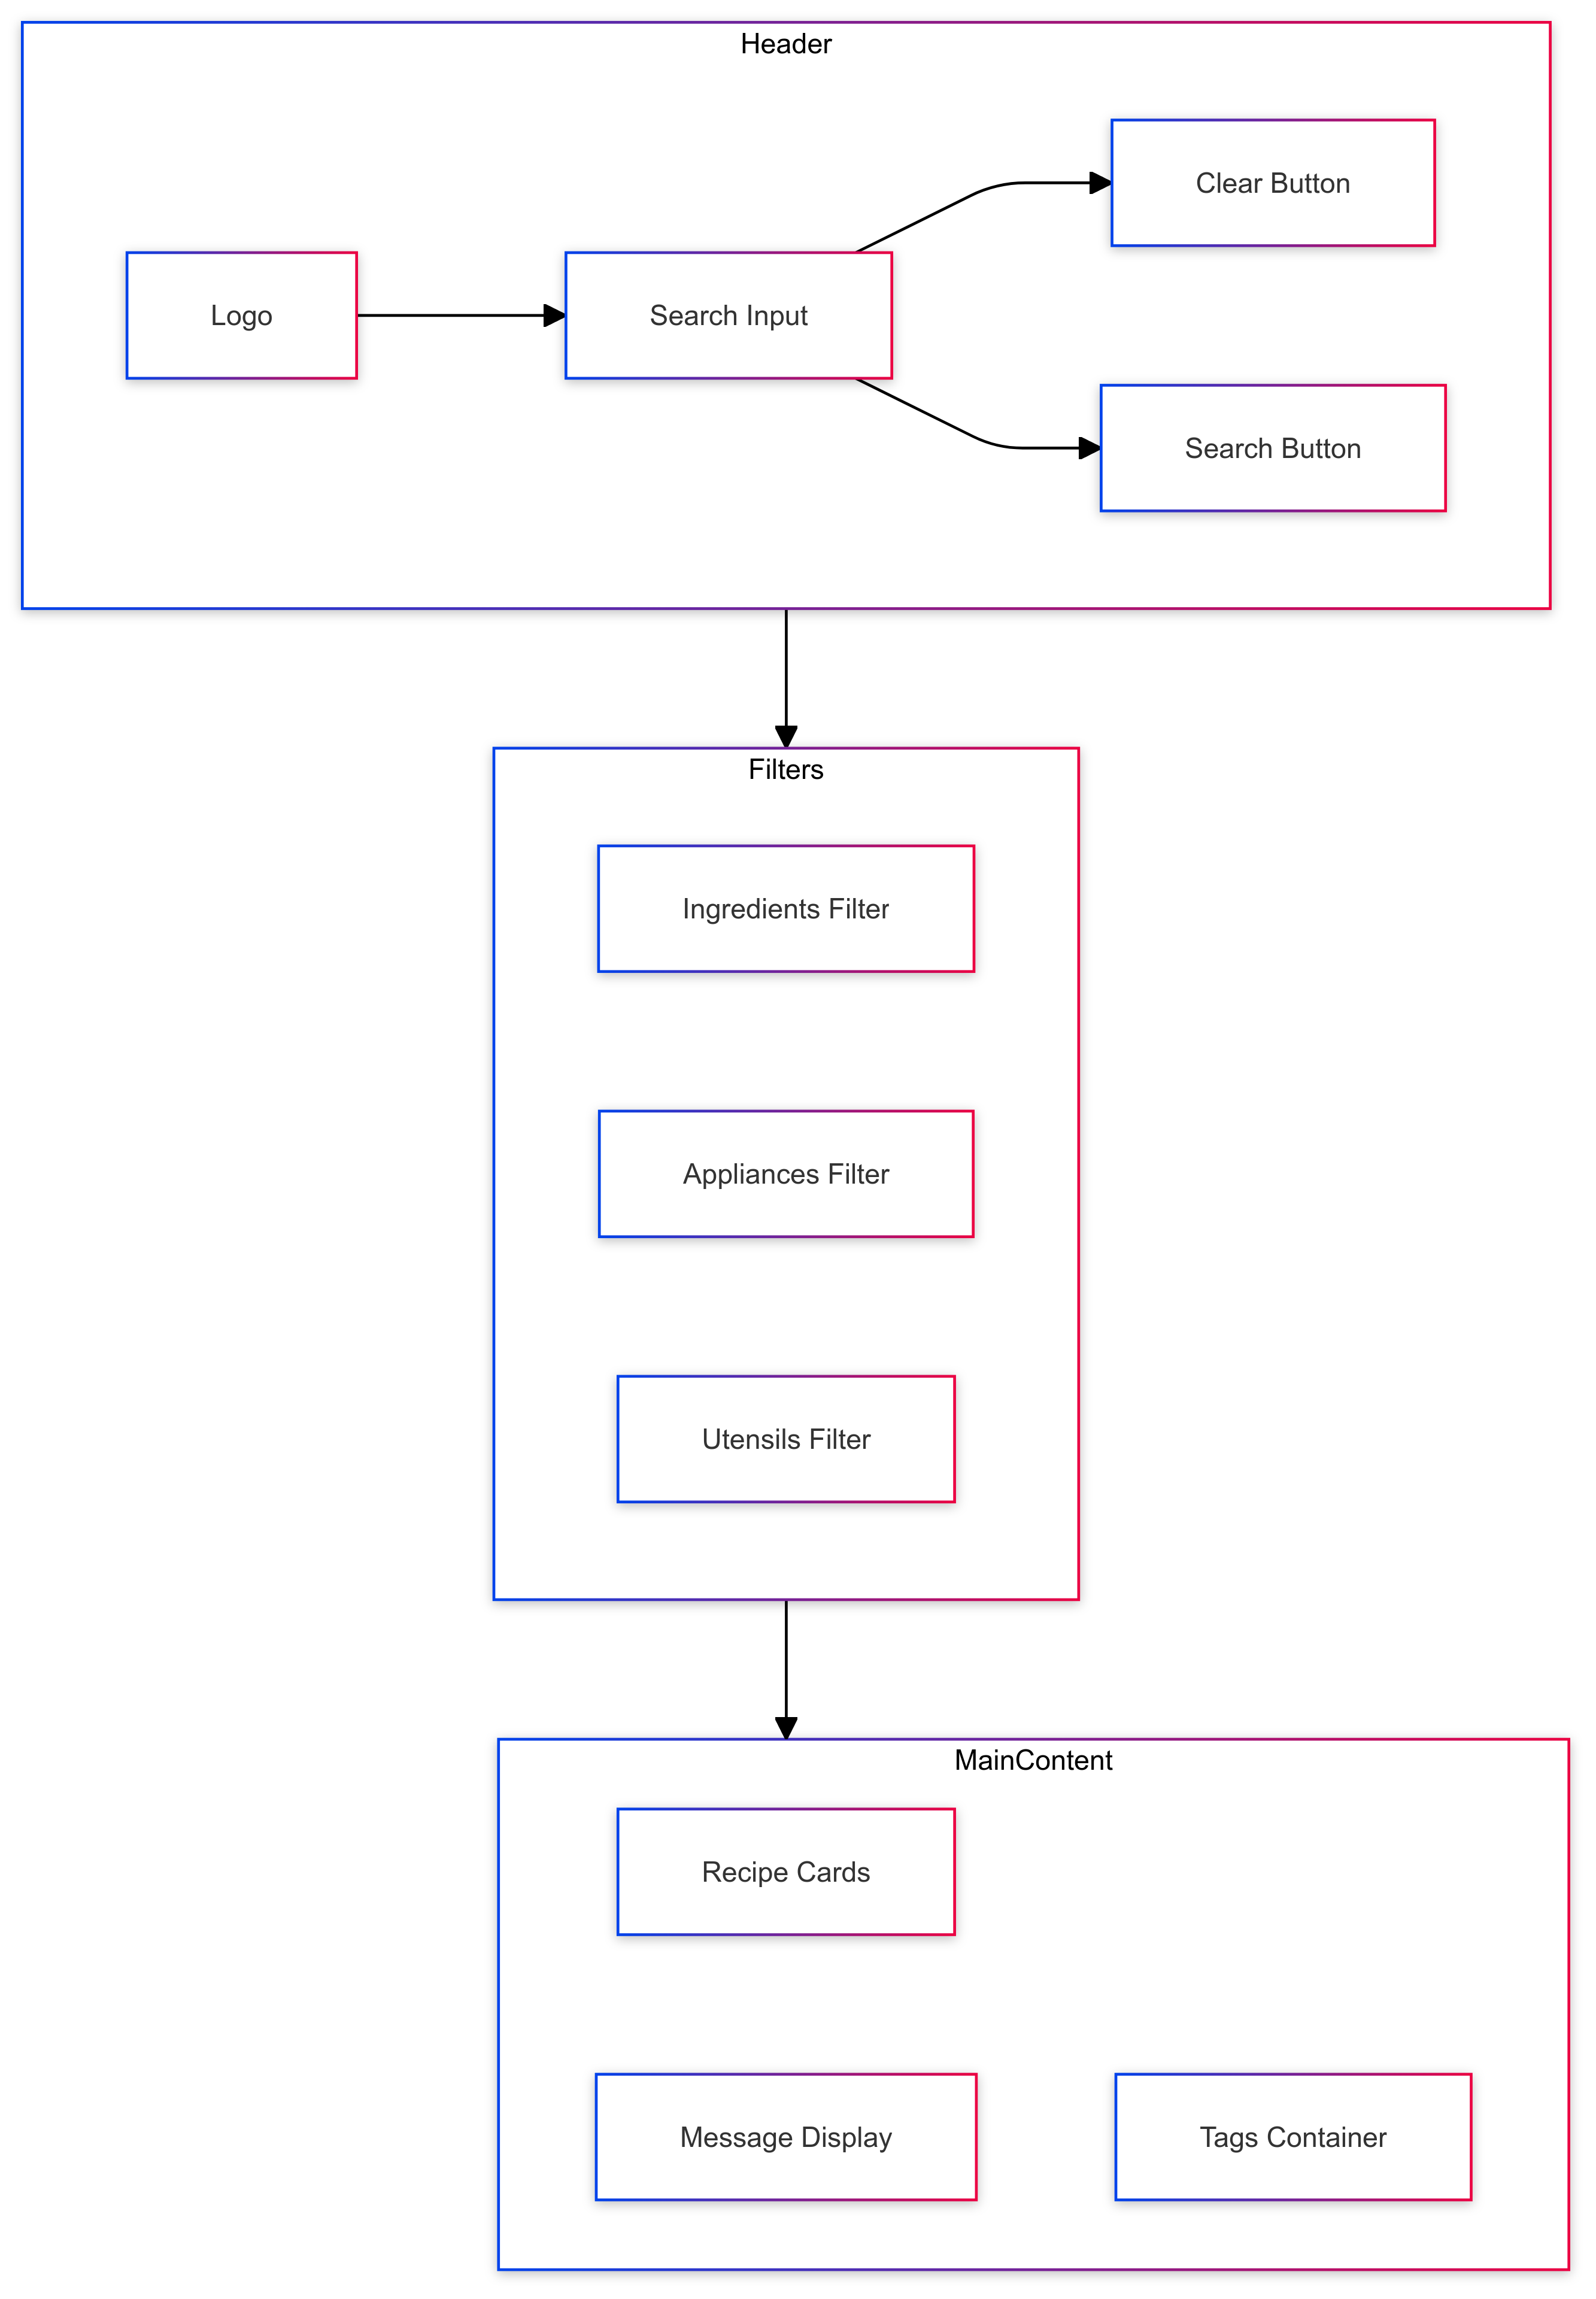 Header
Clear Button
Logo
Search Input
Search Button
Filters
Ingredients Filter
Appliances Filter
Utensils Filter
MainContent
Recipe Cards
Message Display
Tags Container